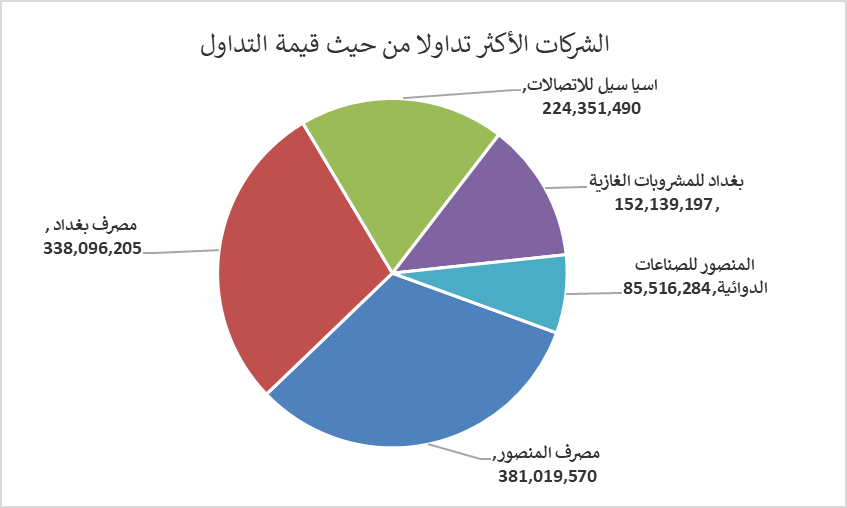 الشركات الأكثر تداولا من حيث قيمة التداول
اسيا سيل للاتصالات,
224,351,490
بغداد للمشروبات الغازية
152,139,197,
مصرف بغداد ,
338,096,205
المنصور للصناعات
الدوائية, 85,516,284
مصرف المنصور,
381,019,570